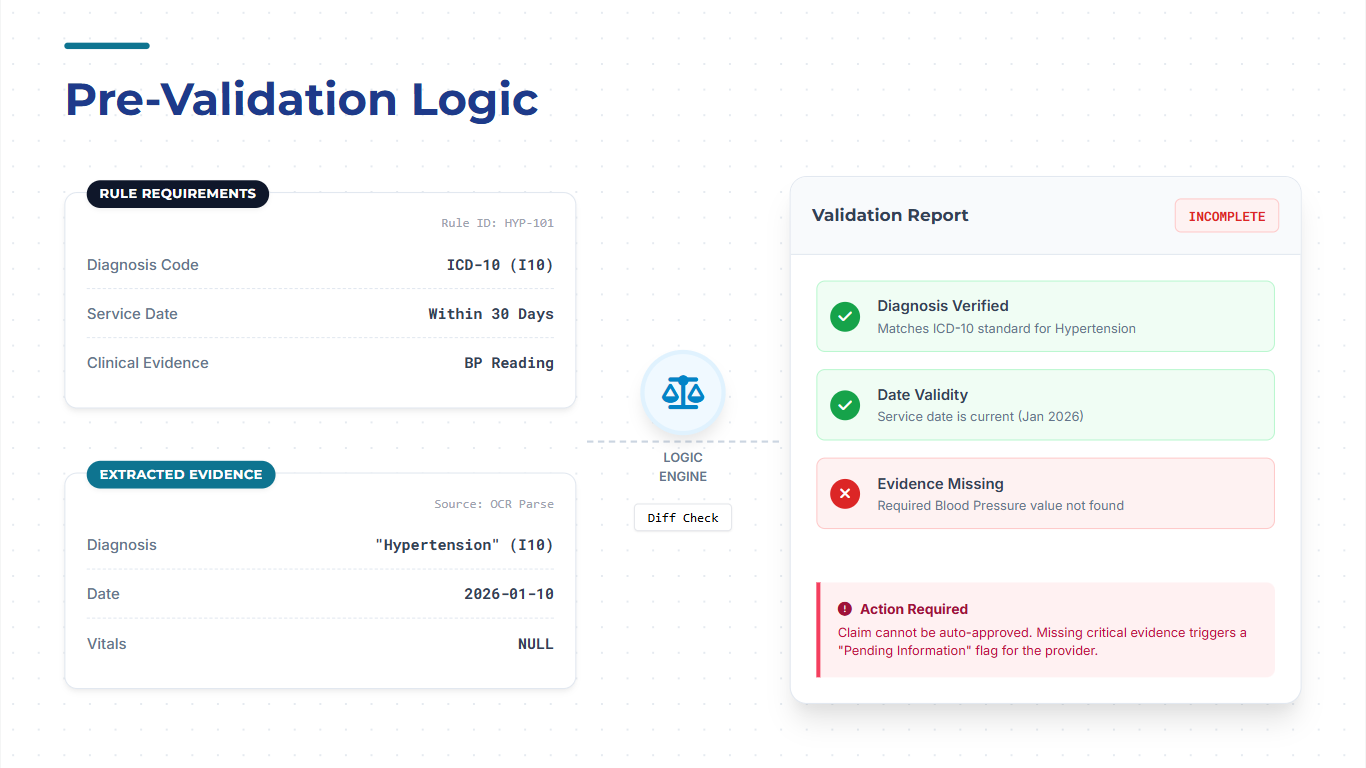 Pre-Validation Logic
RULE REQUIREMENTS
Rule ID: HYP-101
Diagnosis Code ICD-10 (I10)
Service Date Within 30 Days
Clinical Evidence BP Reading
EXTRACTED EVIDENCE
Source: OCR Parse
Diagnosis "Hypertension" (I10)
Date 2026-01-10
Vitals NULL
LOGIC
ENGINE
Diff Check
Validation Report INCOMPLETE
Diagnosis Verified
Matches ICD-10 standard for Hypertension
Date Validity
Service date is current (Jan 2026)
Evidence Missing
Required Blood Pressure value not found
Action Required
Claim cannot be auto-approved. Missing critical evidence triggers a
"Pending Information" flag for the provider.